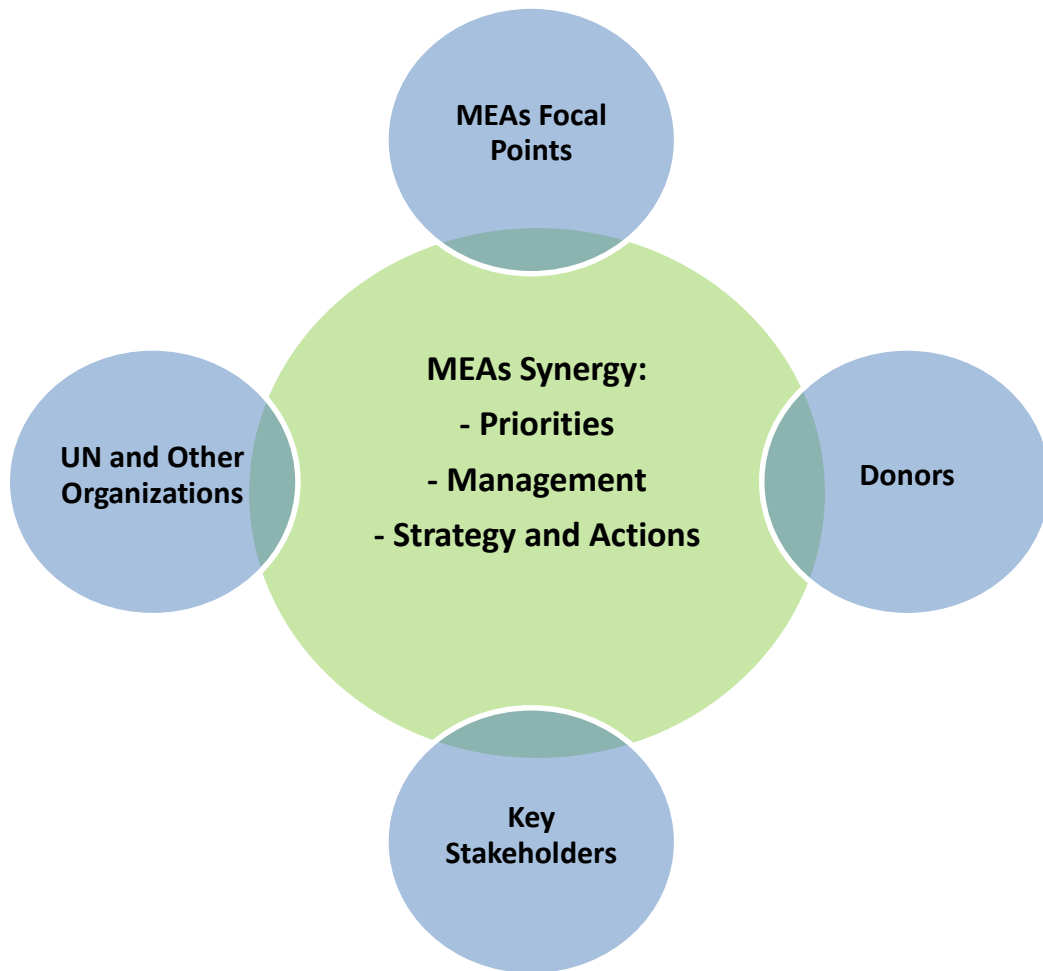 MEAs Focal
Points
MEAs Synergy:
- Priorities
- Management
- Strategy and Actions
UN and Other
Organizations
Donors
Key
Stakeholders